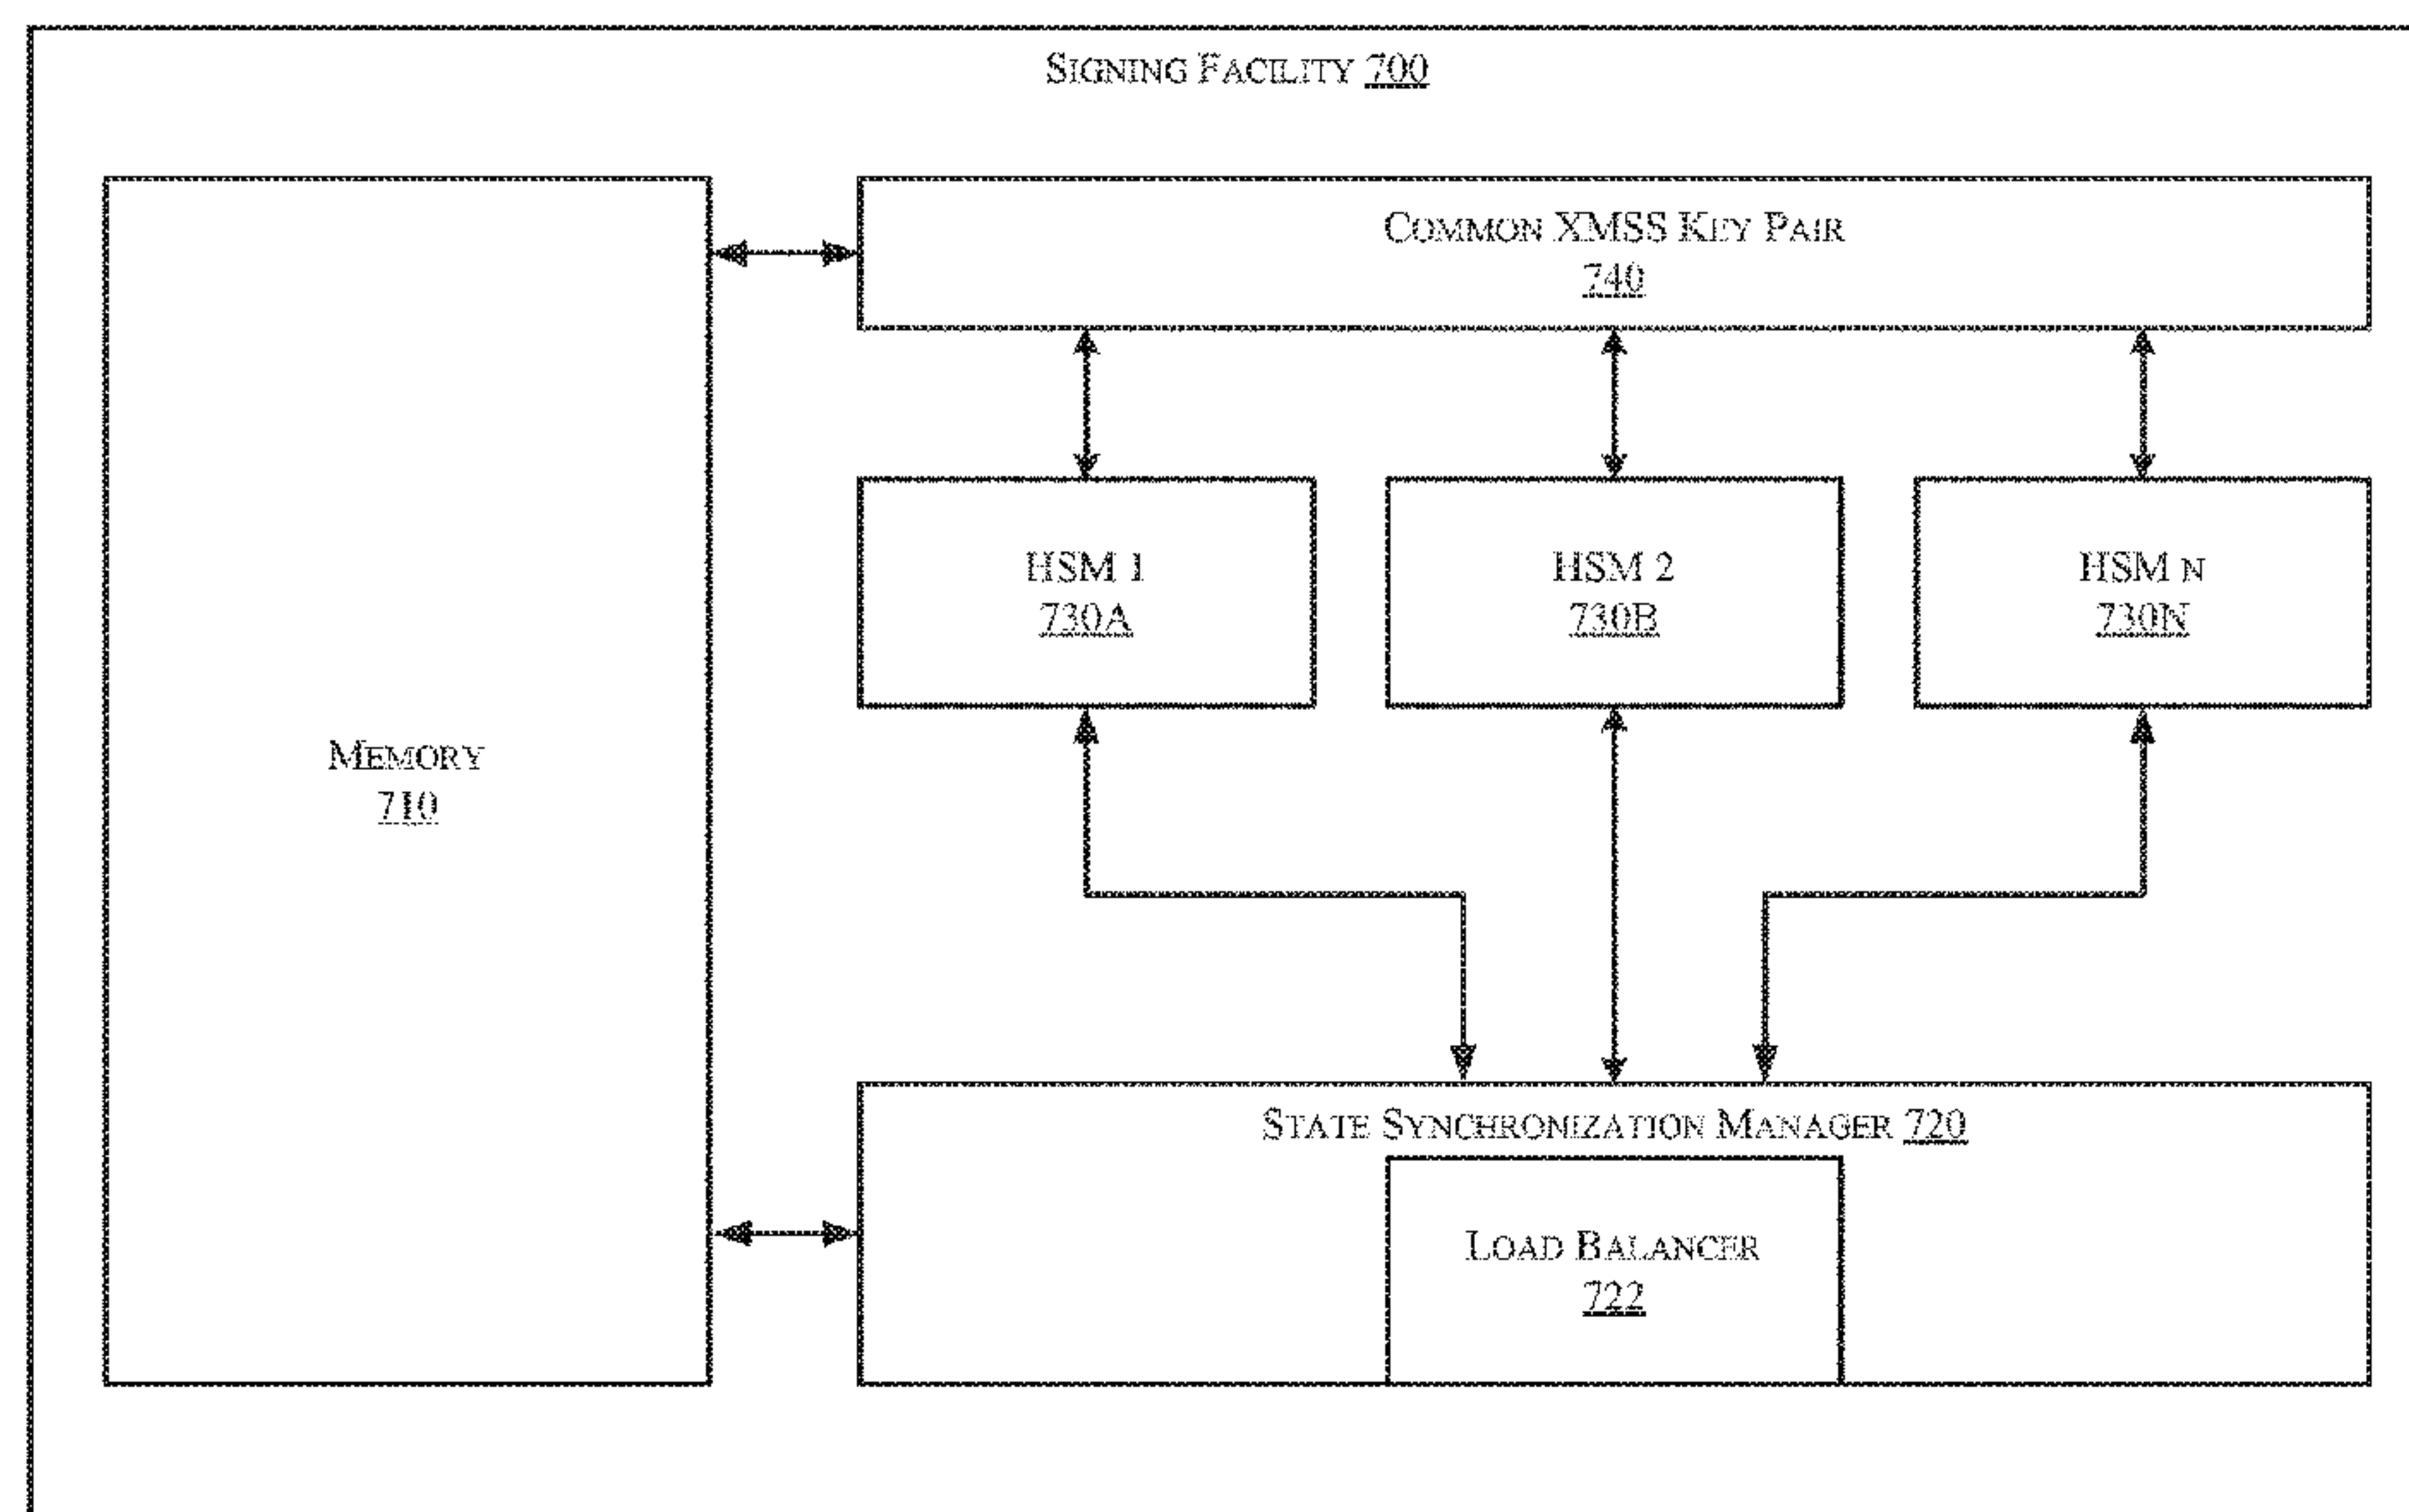 SIGNING FACILITY 700
COMMON XMSS KEY PAIR
740
HSM 1
730A
HSM 2
730B
HSM N
730N
MEMORY
710
STATE SYNCHRONIZATION MANAGER 720
LOAD BALANCER
722